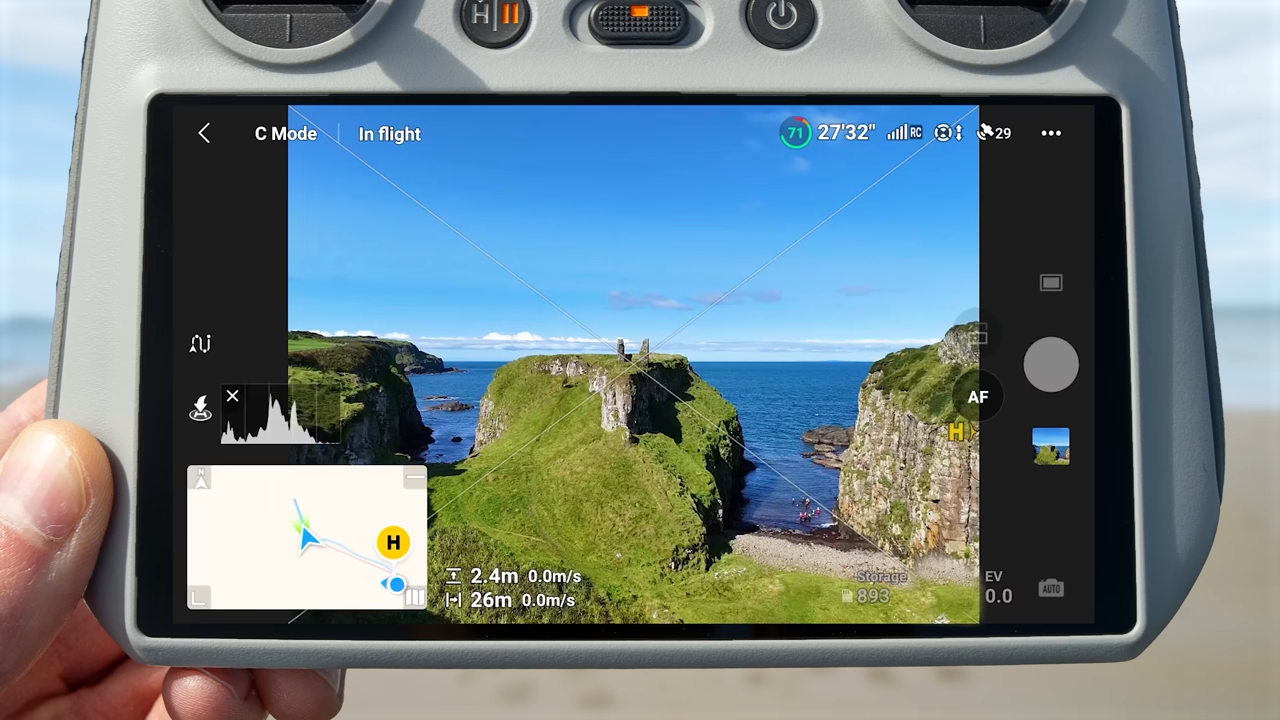 H
C Mode
In flight
71
27'32"
RC
29
AF
H
N
H
2.4m 0.0m/s
26m 0.0m/s
Storage
893
EV
0.0
AUTO